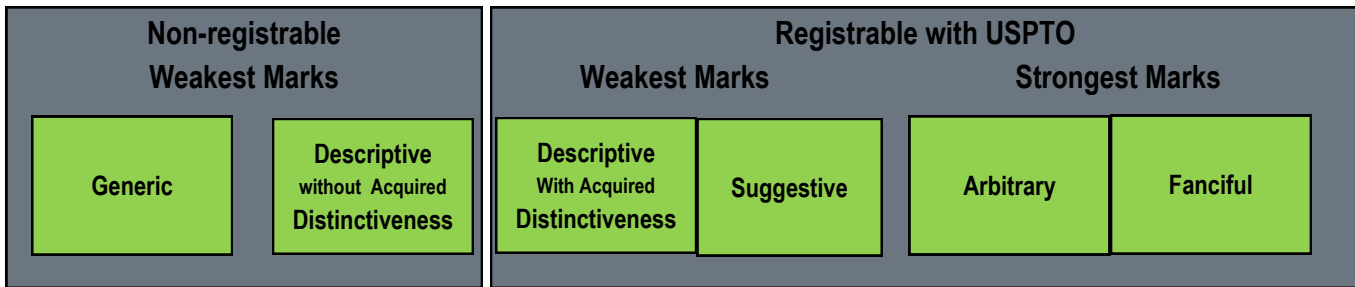 Non-registrable
Weakest Marks
Generic
Descriptive
without Acquired
Distinctiveness
Registrable with USPTO
Weakest Marks
Strongest Marks
Descriptive
With Acquired
Distinctiveness
Suggestive
Arbitrary
Fanciful